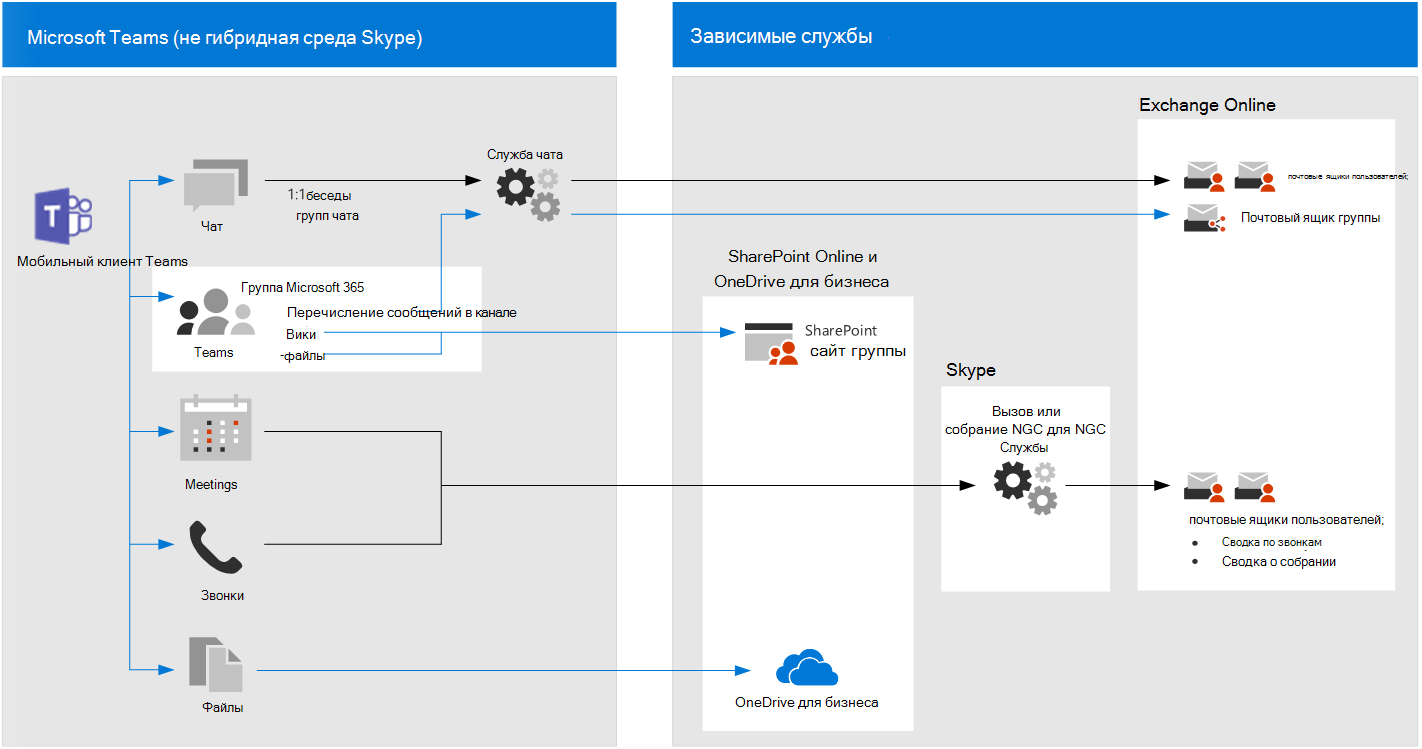 Microsoft Teams (не гибридная среда Skype)
Зависимые службы
Exchange Online
Служба чата
1:1беседы
групп чата
Чат
T
Мобильный клиент Teams
почтовые ящики пользователей;
Почтовый ящик группы
Группа Microsoft 365
Перечисление сообщений в канале
Вики
-файлы
Teams
SharePoint Online и
OneDrive для бизнеса
SharePoint
сайт группы
Skype
Вызов или
собрание NGC для NGC
Службы
Meetings
почтовые ящики пользователей;
• Сводка по звонкам
• Сводка о собрании
Звонки
Файлы
OneDrive для бизнеса